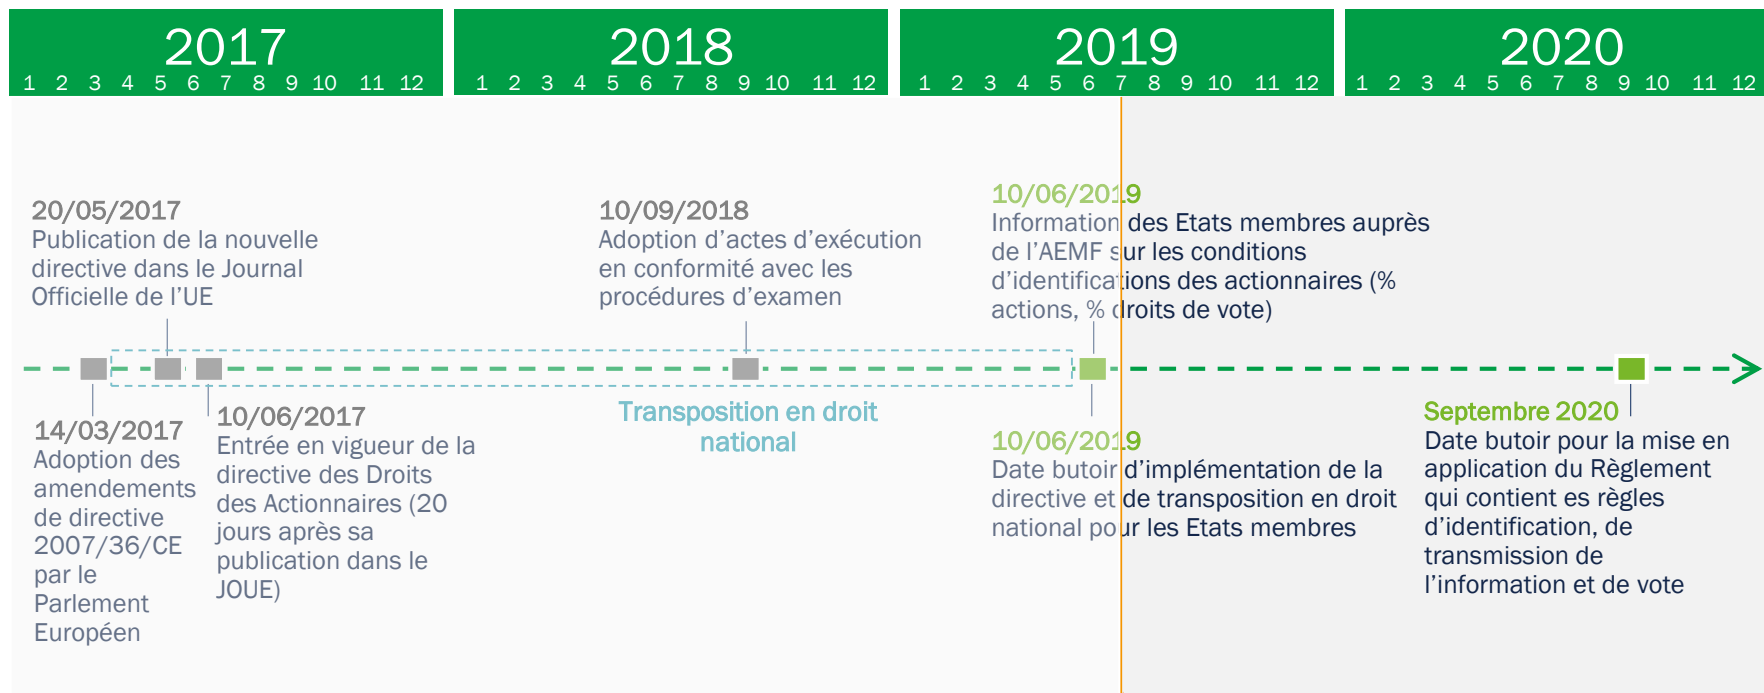 2017
1 2 3 4 5 6 7 8 9 10 11 12
2018
1 2 3 4 5 6 7 8 9 10 11 12
2019
1 2 3 4 5 6 7 8 9 10 11 12
2020
1 2 3 4 5 6 7 8 9 10 11 12
20/05/2017
Publication de la nouvelle
directive dans le Journal
Officielle de l’UE
10/09/2018
Adoption d’actes d’exécution
en conformité avec les
procédures d’examen
10/06/2019
Information des Etats membres auprès
de l’AEMF sur les conditions
d’identifications des actionnaires (%
actions, % droits de vote)
14/03/2017
Adoption des
amendements
de directive
2007/36/CE
par le
Parlement
Européen
10/06/2017
Entrée en vigueur de la
directive des Droits
des Actionnaires (20
jours après sa
publication dans le
JOUE)
Transposition en droit
national
10/06/2019
Date butoir d’implémentation de la
directive et de transposition en droit
national pour les Etats membres
Septembre 2020
Date butoir pour la mise en
application du Règlement
qui contient es règles
d’identification, de
transmission de
l’information et de vote